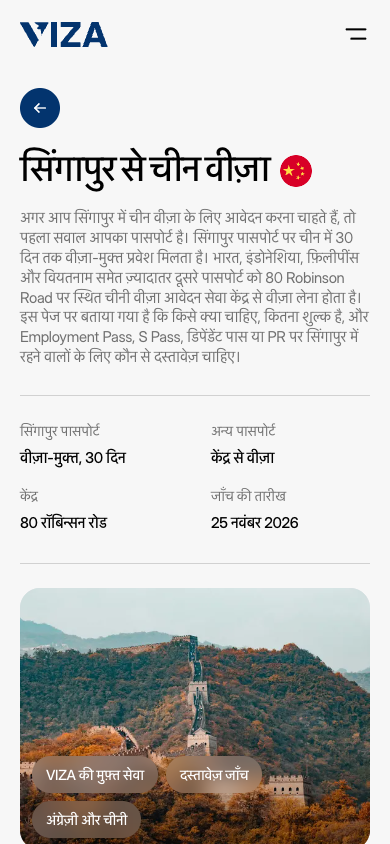 VIZA
सिंगापुर से चीन वीज़ा
अगर आप सिंगापुर में चीन वीज़ा के लिए आवेदन करना चाहते हैं, तो
पहला सवाल आपका पासपोर्ट है। सिंगापुर पासपोर्ट पर चीन में 30
दिन तक वीज़ा-मुक्त प्रवेश मिलता है। भारत, इंडोनेशिया, फ़िलीपींस
और वियतनाम समेत ज़्यादातर दूसरे पासपोर्ट को 80 Robinson
Road पर स्थित चीनी वीज़ा आवेदन सेवा केंद्र से वीज़ा लेना होता है।
इस पेज पर बताया गया है कि किसे क्या चाहिए, कितना शुल्क है, और
Employment Pass, S Pass, डिपेंडेंट पास या PR पर सिंगापुर में
रहने वालों के लिए कौन से दस्तावेज़ चाहिए।
सिंगापुर पासपोर्ट
वीज़ा-मुक्त, 30 दिन
अन्य पासपोर्ट
केंद्र से वीज़ा
केंद्र
80 रॉबिन्सन रोड
जाँच की तारीख
25 नवंबर 2026
VIZA की मुफ़्त सेवा
दस्तावेज़ जाँच
अंग्रेज़ी और चीनी